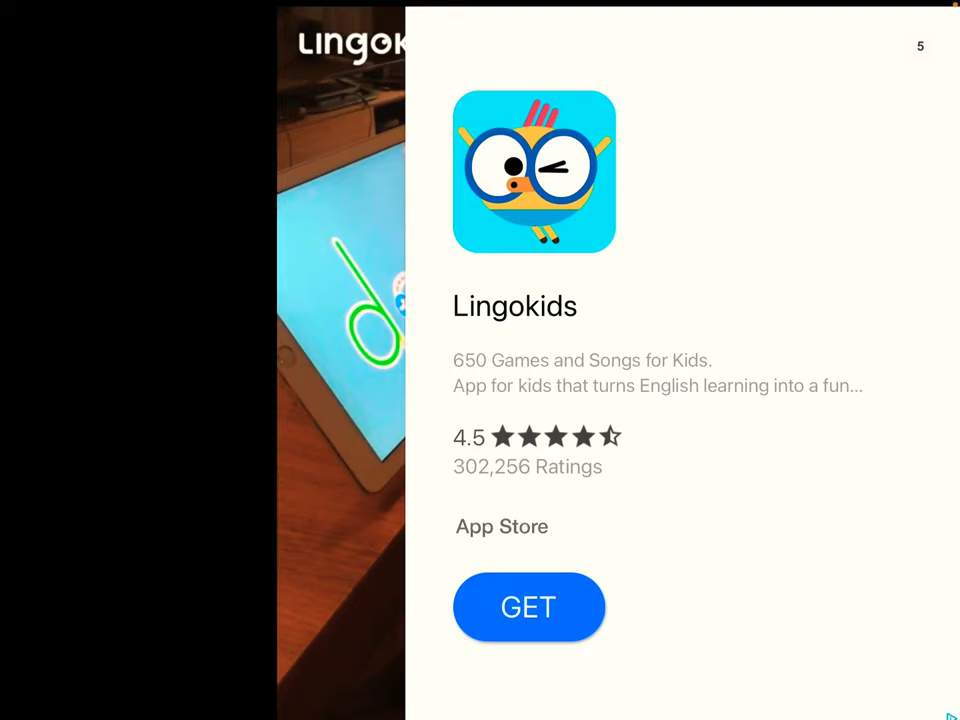 Lingok
5
Lingokids
650 Games and Songs for Kids.
App for kids that turns English learning into a fun...
4.5
302,256 Ratings
App Store
GET
d